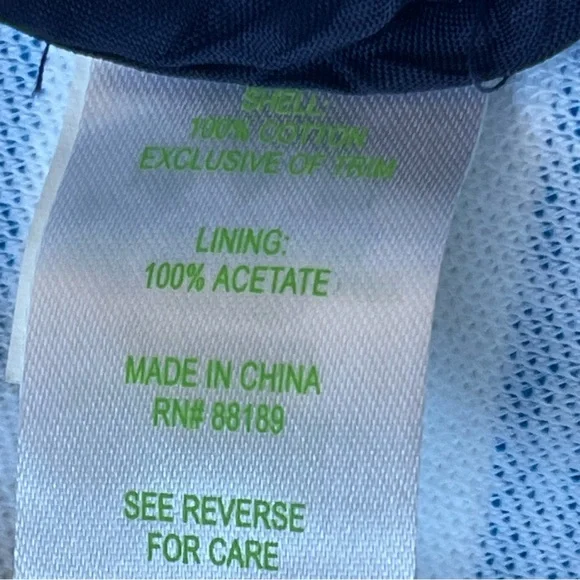 SHELL:
100% COTTON
EXCLUSIVE OF TRIM
LINING:
100% ACETATE
MADE IN CHINA
RN# 88189
SEE REVERSE
FOR CARE